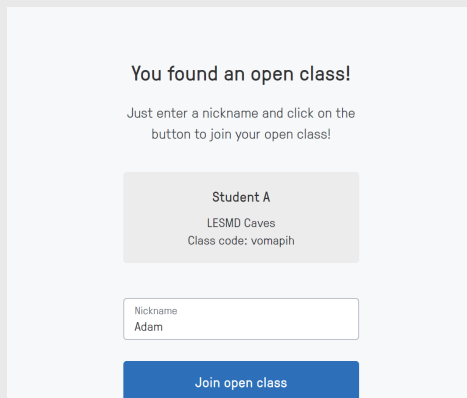 You found an open class!
Just enter a nickname and click on the
button to join your open class!
Student A
LESMD Caves
Class code: vomapih
Nickname
Adam
Join open class